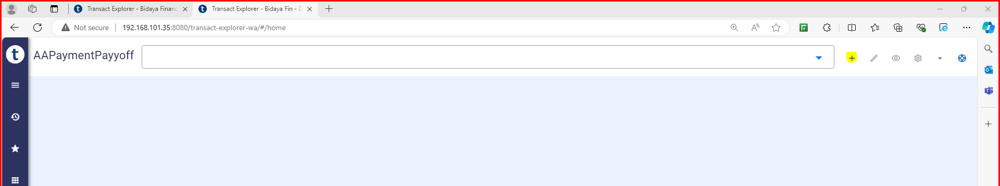 Transact Explorer - Bidaya Financ
Transact Explorer - Bidaya Fin - D
Not secure
192.168.101.35:8080/transact-explorer-wa/#/home
t
AAPaymentPayyoff